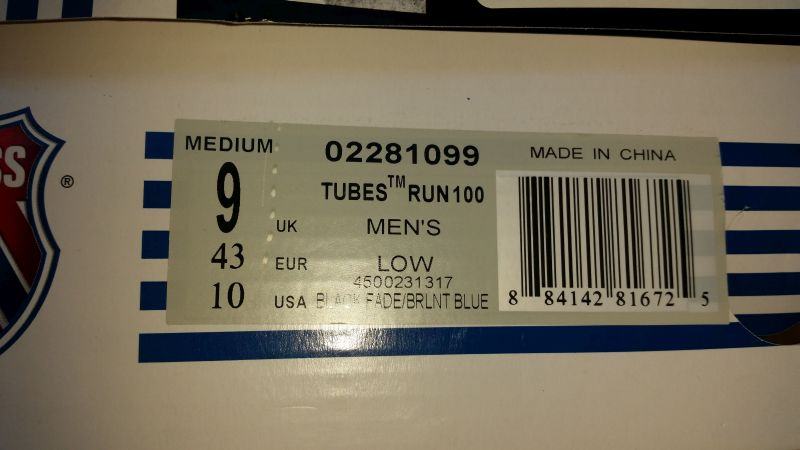 SS
®
MEDIUM
9 UK
43 EUR
10 USA
02281099
TUBES™ RUN100
MEN'S
LOW
4500231317
BLACK FADE/BRLNT BLUE
MADE IN CHINA
8 84142 81672 5